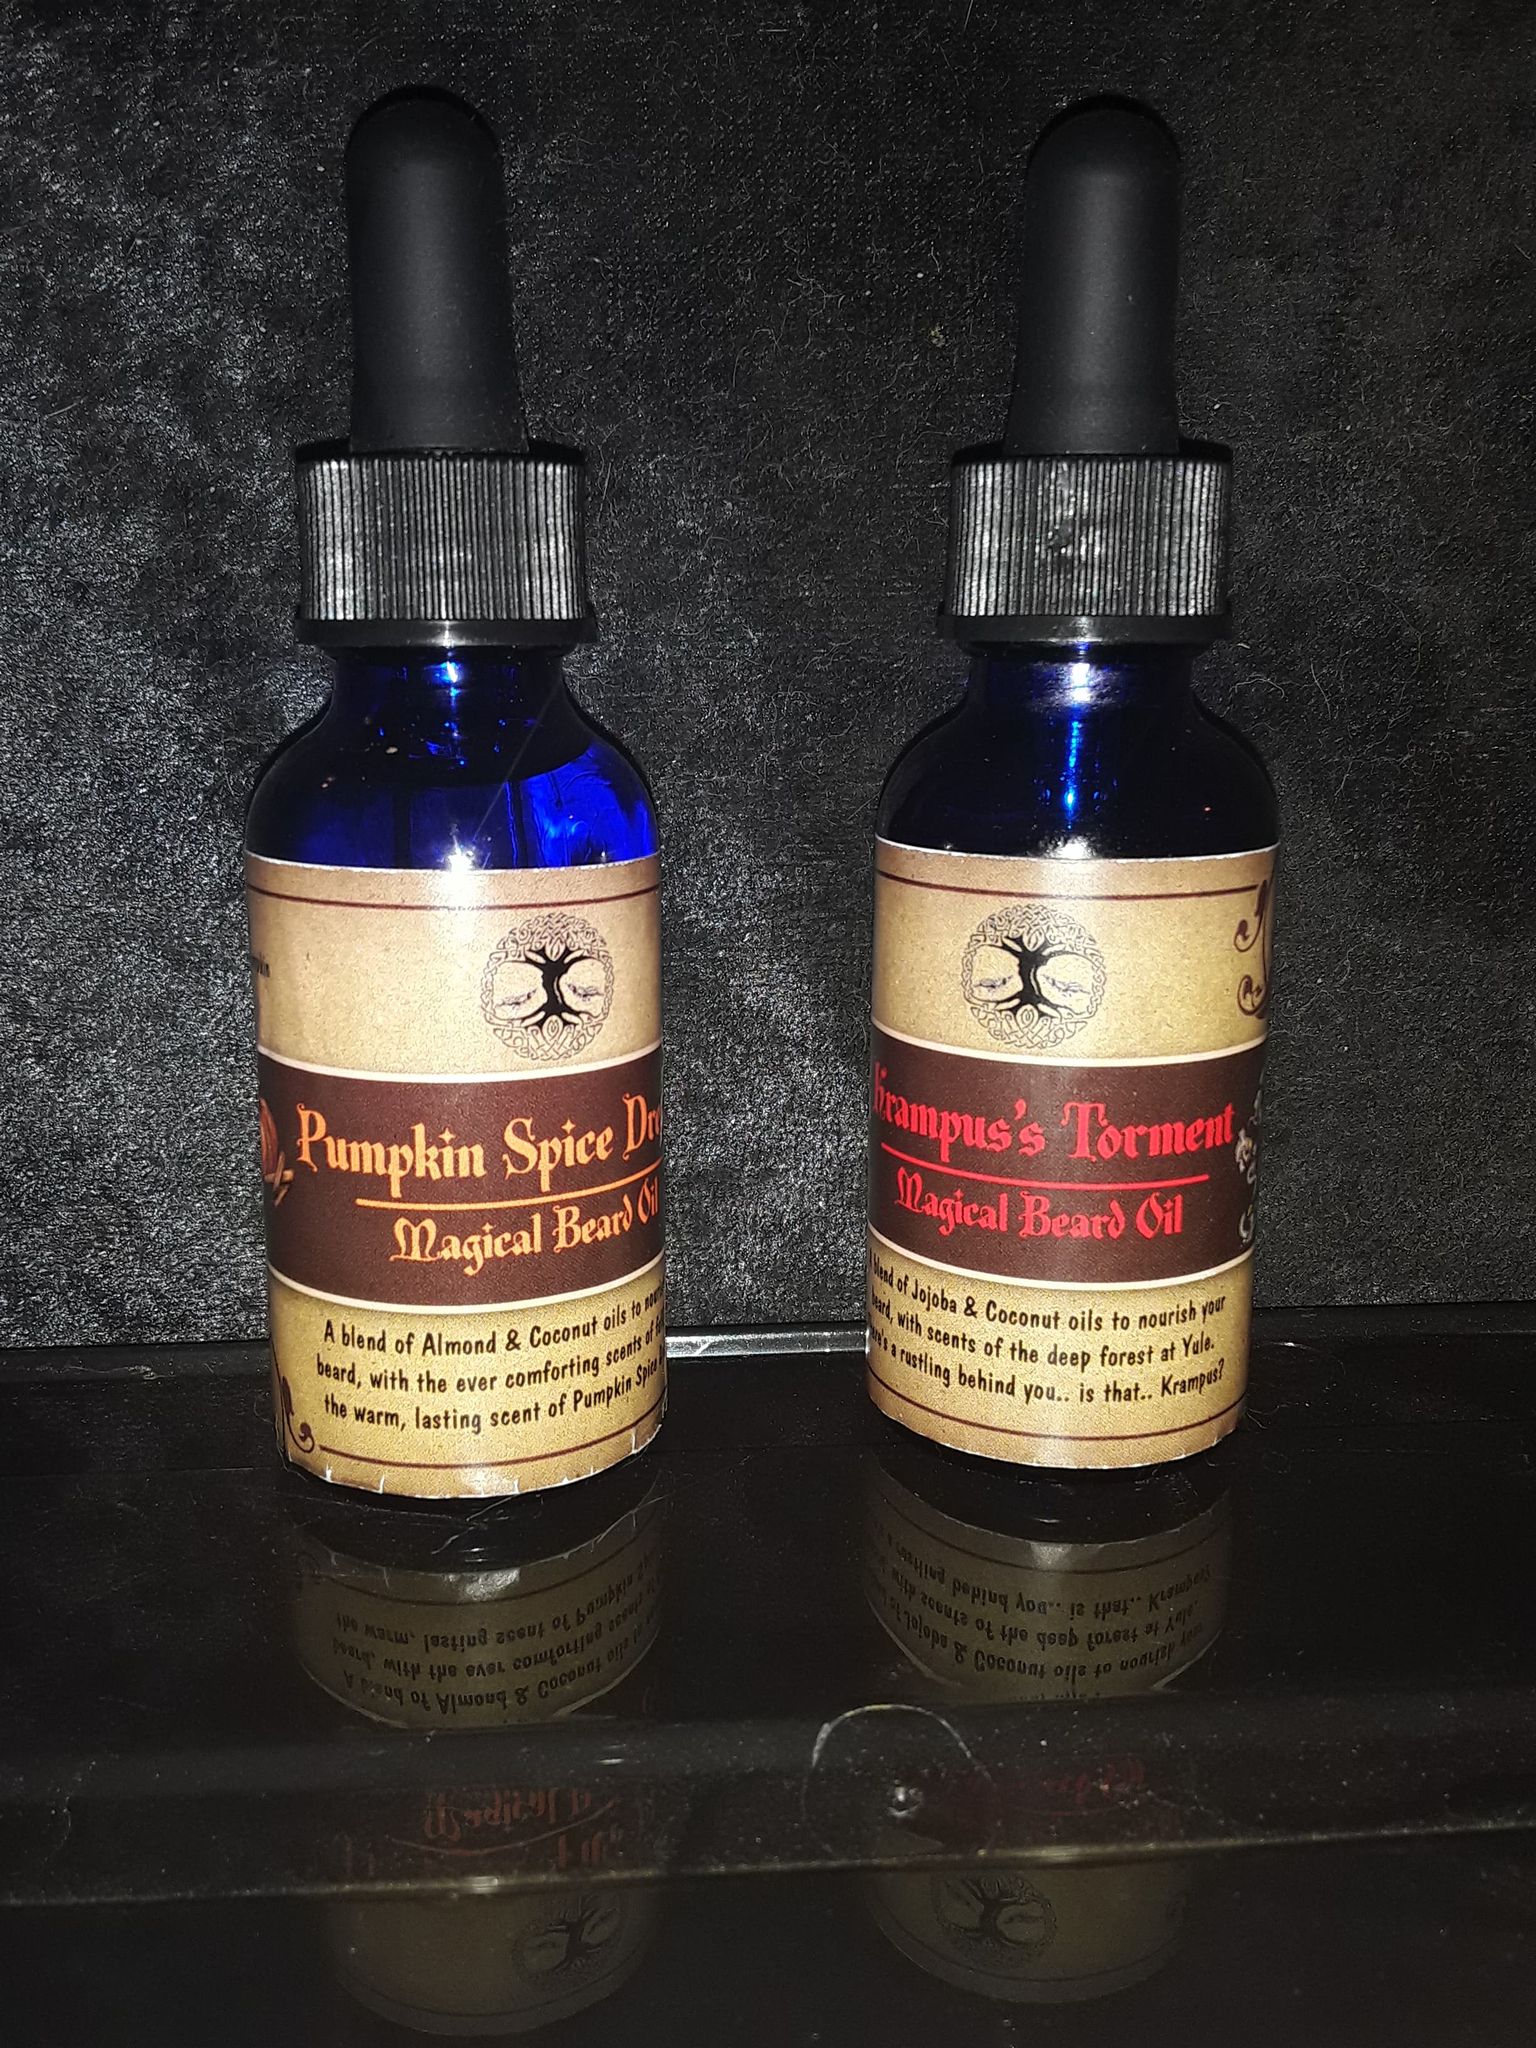 Pumpkin Spice
Magical Beard Oil
A blend of Almond & Coconut oils to
beard, with the ever comforting scents of
the warm, lasting scent of Pumpkin Spice
Krampus's Torment
Magical Beard Oil
blend of Jojoba & Coconut oils to nourish your
beard, with scents of the deep forest at Yule.
a rustling behind you.. is that.. Krampus?